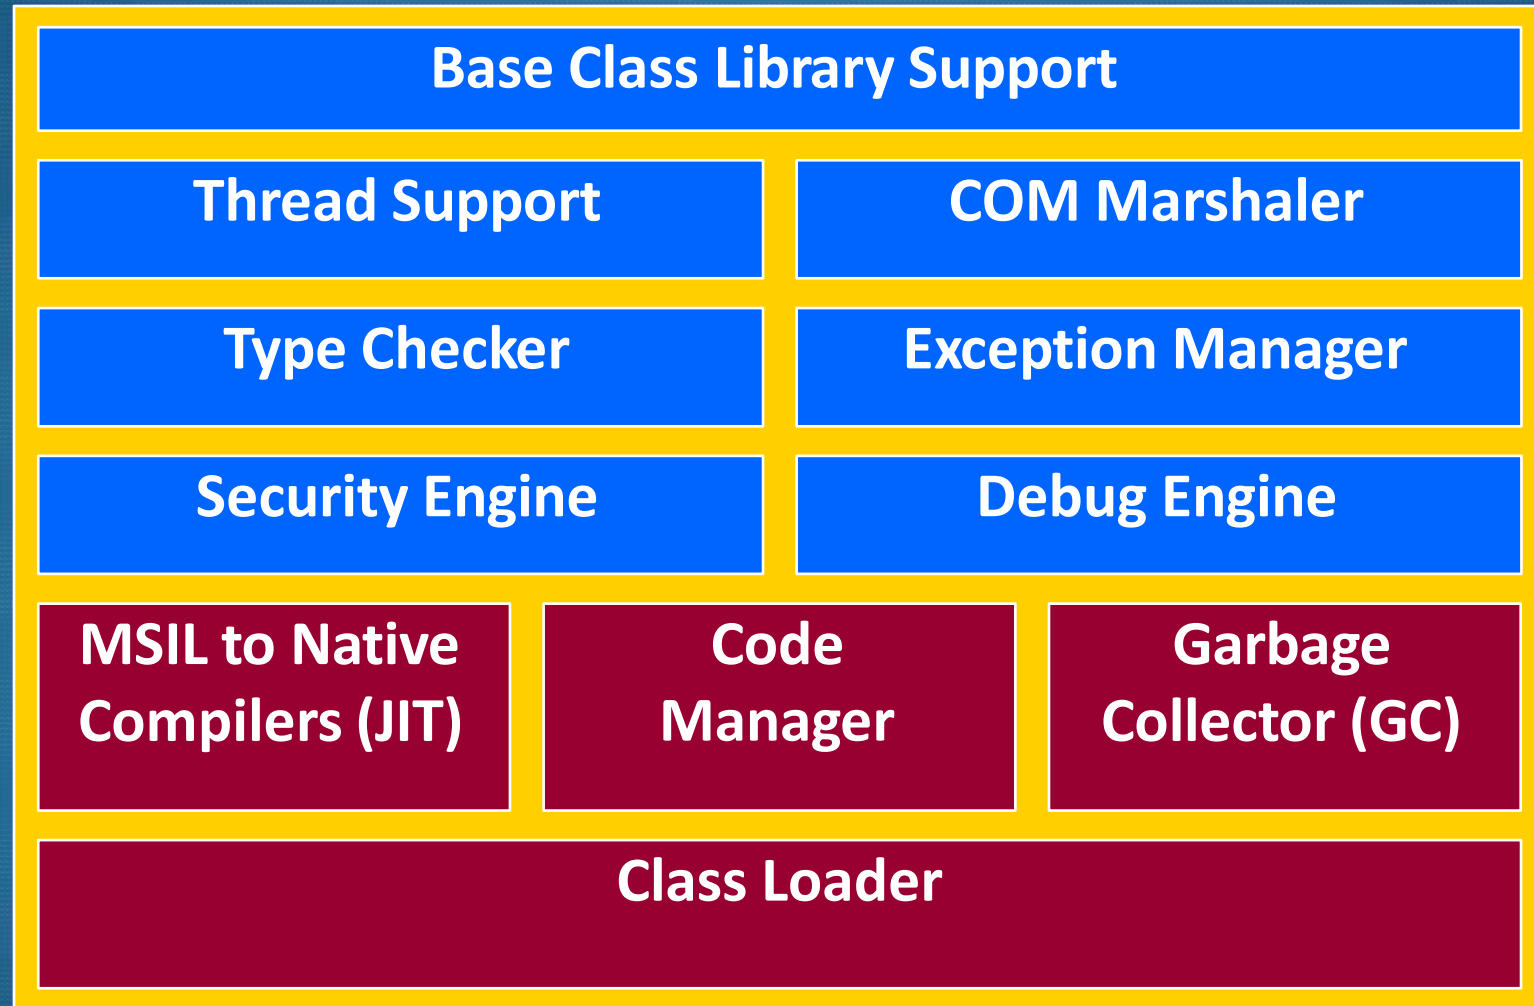 Base Class Library Support
Thread Support
COM Marshaler
Type Checker
Exception Manager
Security Engine
Debug Engine
MSIL to Native
Compilers (JIT)
Code
Manager
Garbage
Collector (GC)
Class Loader